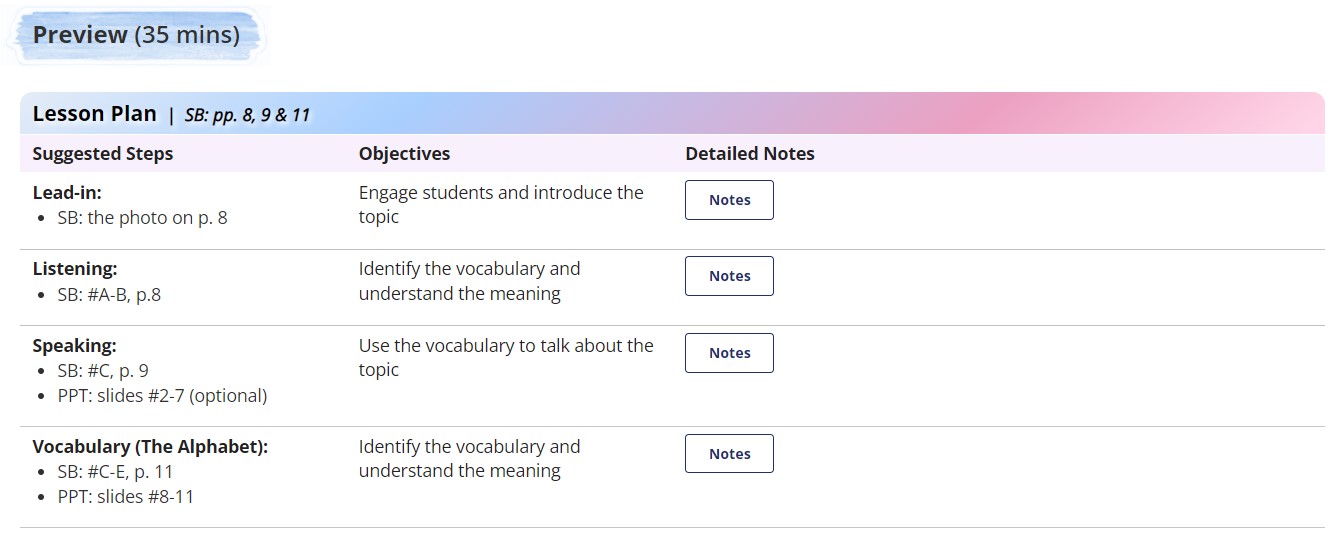 Preview (35 mins)
Lesson Plan | SB: pp. 8, 9 & 11
Suggested Steps Objectives Detailed Notes
Lead-in:
• SB: the photo on p. 8
Engage students and introduce the
topic
Notes
Listening:
• SB: #A-B, p.8
Identify the vocabulary and
understand the meaning
Notes
Speaking:
• SB: #C, p. 9
• PPT: slides #2-7 (optional)
Use the vocabulary to talk about the
topic
Notes
Vocabulary (The Alphabet):
• SB: #C-E, p. 11
• PPT: slides #8-11
Identify the vocabulary and
understand the meaning
Notes